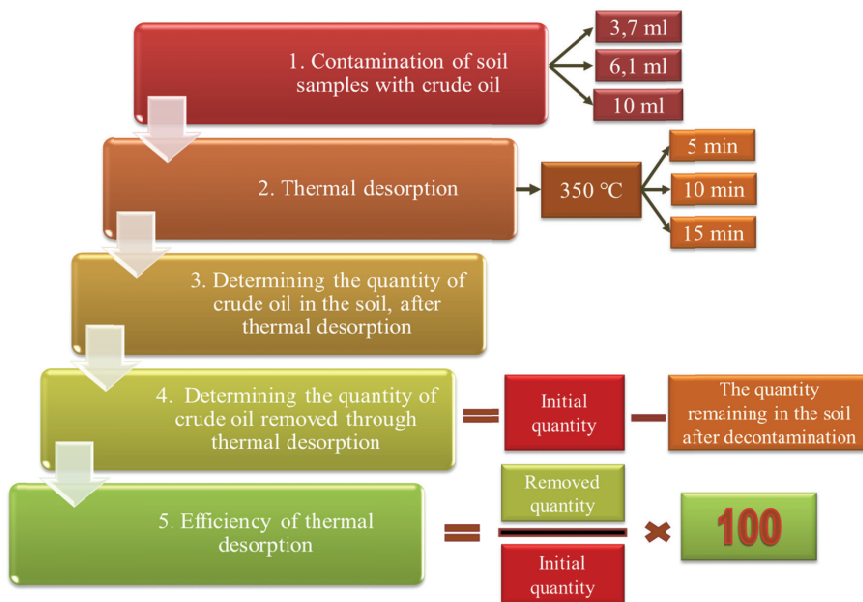 1. Contamination of soil
samples with crude oil
3,7 ml
6,1 ml
10 ml
2. Thermal desorption
350 °C
5 min
10 min
15 min
3. Determining the quantity of
crude oil in the soil, after
thermal desorption
4. Determining the quantity of
crude oil removed through
thermal desorption
=
Initial
quantity
−
The quantity
remaining in the soil
after decontamination
5. Efficiency of thermal
desorption
=
Removed
quantity
Initial
quantity
×
100